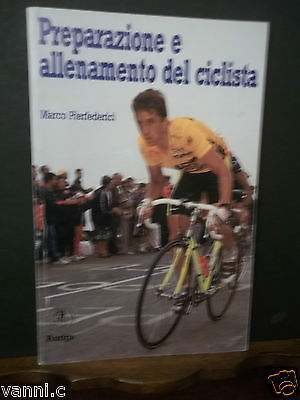 Preparazione e
allenamento del ciclista
Marco Pierfederici
vanni.c